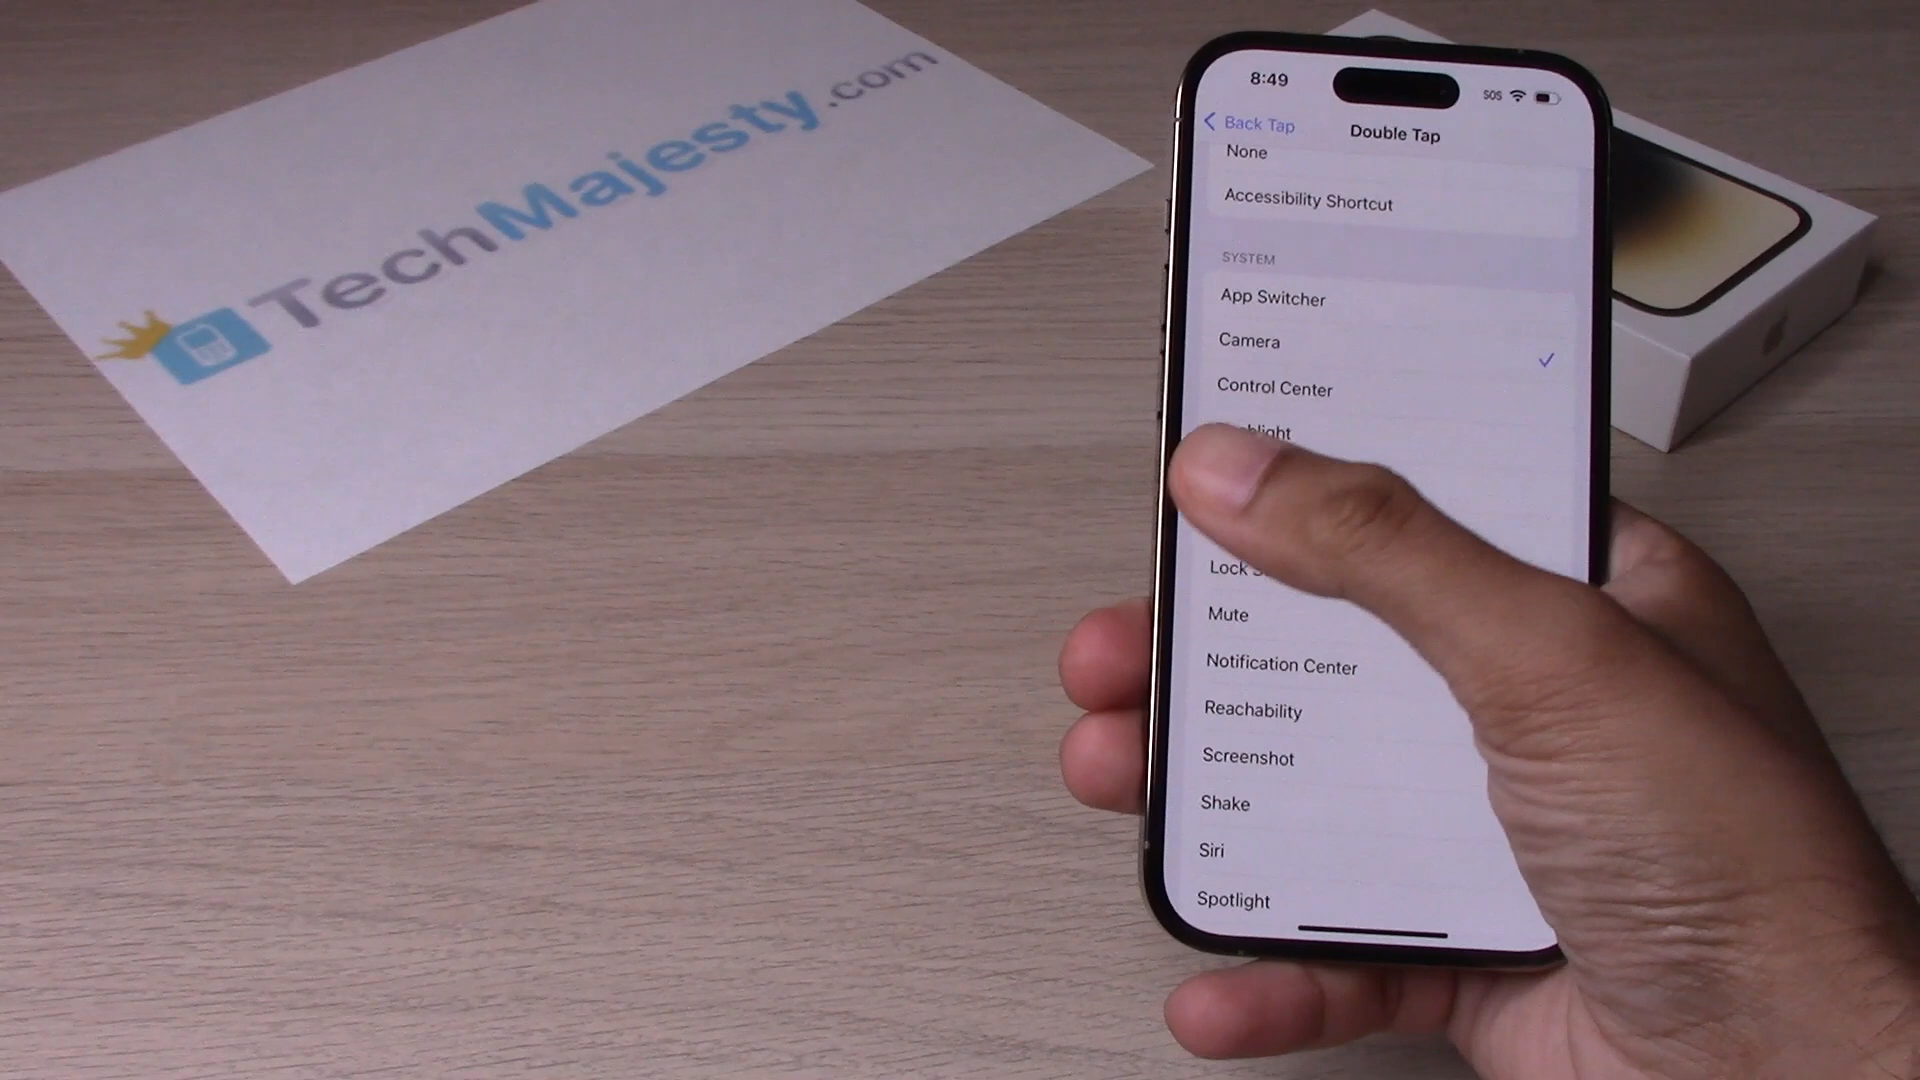 TechMajesty.com
8:49
SOS
Back Tap
Double Tap
None
Accessibility Shortcut
SYSTEM
App Switcher
Camera
Control Center
Lock
Mute
Notification Center
Reachability
Screenshot
Shake
Siri
Spotlight